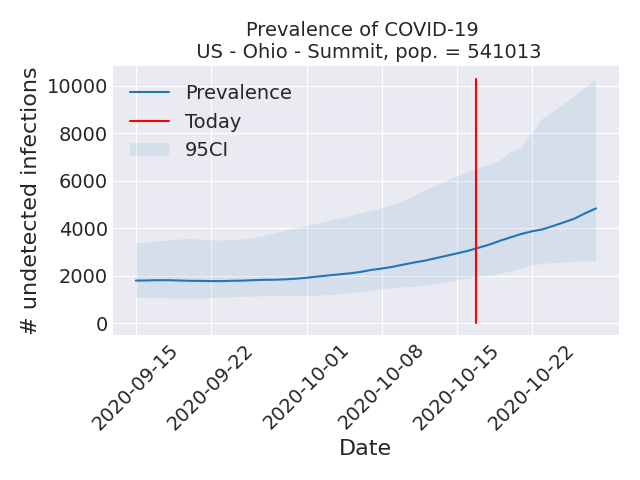 Prevalence of COVID-19
US - Ohio - Summit, pop. = 541013
# undetected infections
10000
8000
6000
4000
2000
0
Prevalence
Today
95CI
2020-09-15
2020-09-22
2020-10-01
2020-10-08
2020-10-15
2020-10-22
Date